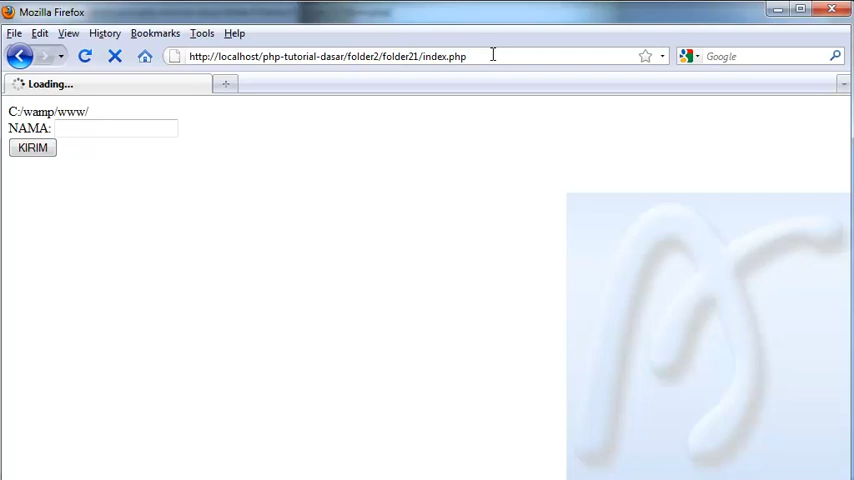 Mozilla Firefox
File Edit View History Bookmarks Tools Help
http://localhost/php-tutorial-dasar/folder2/folder21/index.php
Google
Loading...
C:/wamp/www/
NAMA:
KIRIM